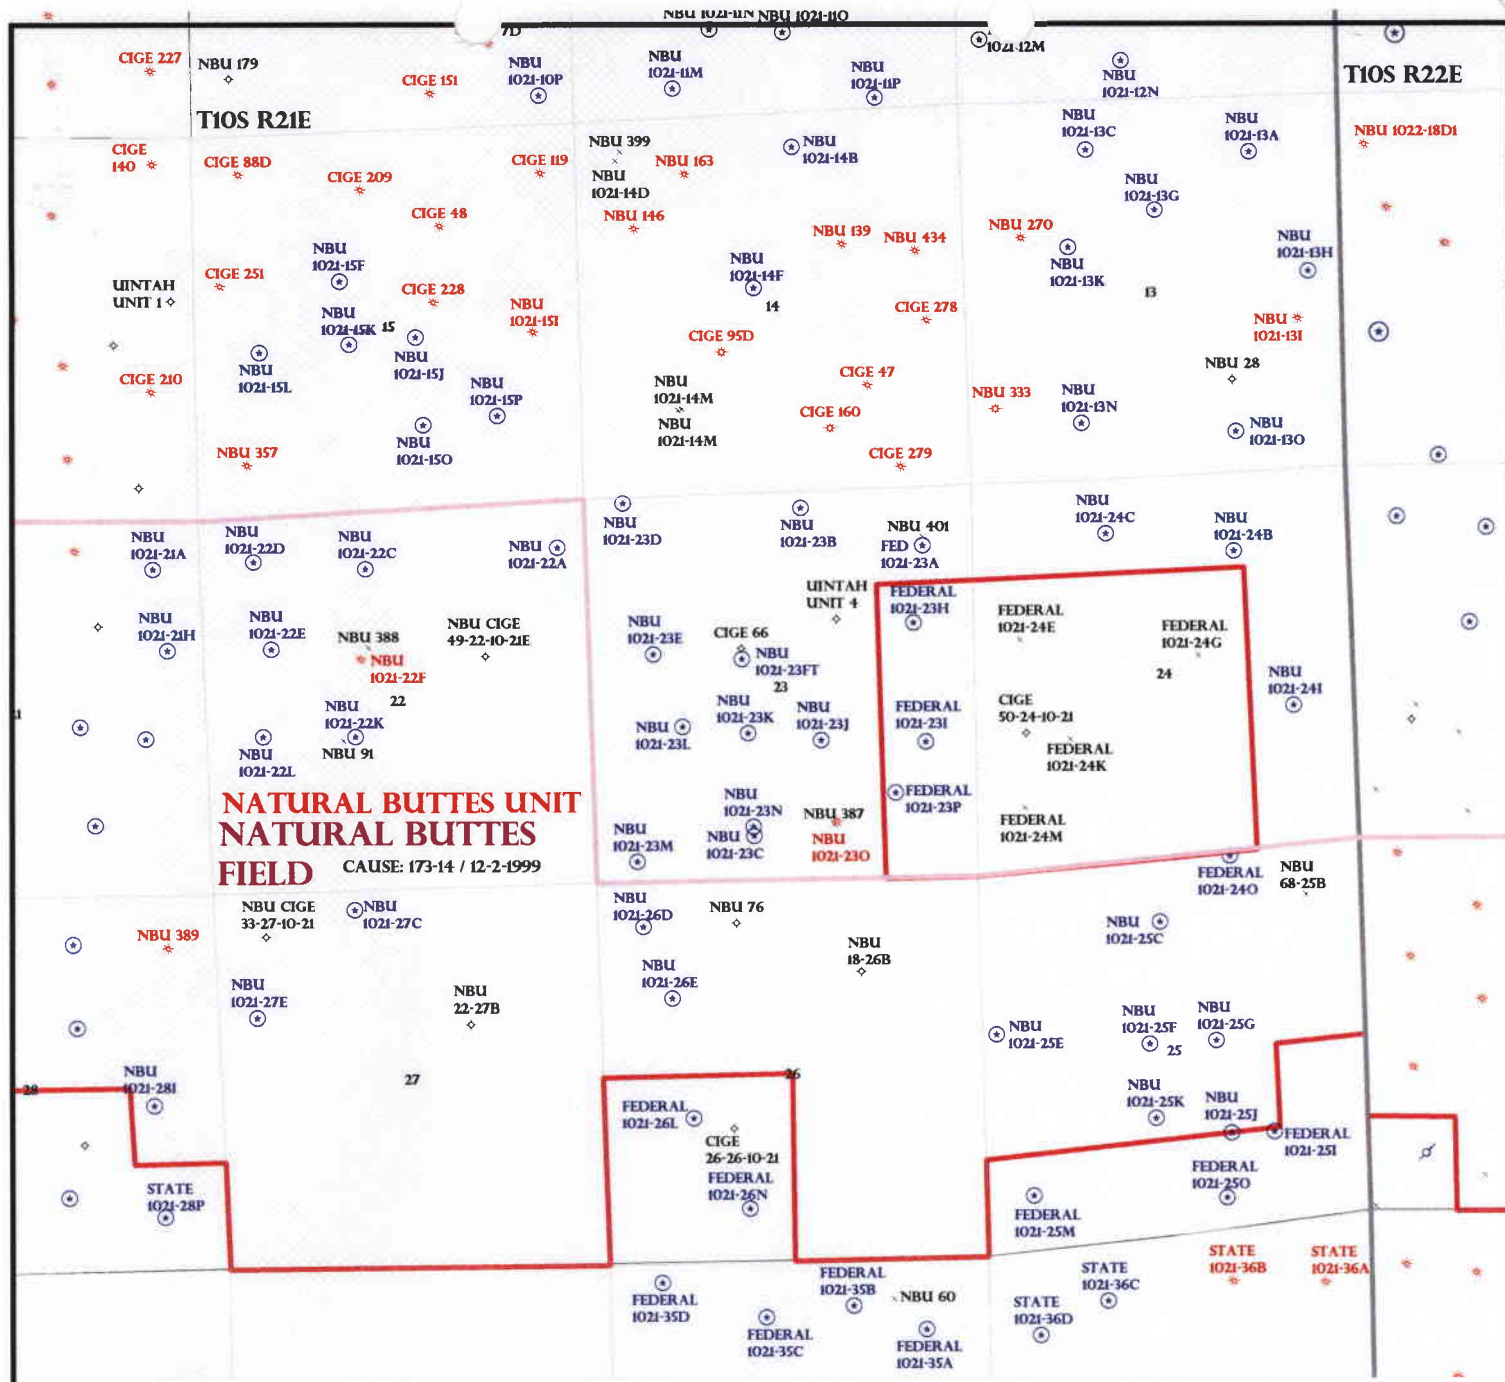 NBU 1021-11N NBU 1021-11O
7D
1021-12M
CIGE 227
NBU 179
CIGE 151
NBU
1021-10P
NBU
1021-11M
NBU
1021-11P
NBU
1021-12N
T10S R22E
T10S R21E
NBU
1021-13C
NBU
1021-13A
NBU 1022-18D1
CIGE
140
CIGE 88D
CIGE 209
CIGE 119
NBU 399
NBU
1021-14D
NBU 163
NBU
1021-14B
CIGE 48
NBU 146
NBU
1021-13G
NBU 139
NBU 434
NBU 270
NBU
1021-13H
NBU
1021-15F
NBU
1021-14F
14
NBU
1021-13K
13
UINTAH
UNIT 1
CIGE 251
CIGE 228
NBU
1021-15I
CIGE 278
NBU
1021-13I
NBU
1021-15K
15
NBU
1021-15J
CIGE 95D
NBU 28
NBU
1021-15L
CIGE 210
NBU
1021-15P
NBU
1021-14M
NBU
1021-14M
CIGE 47
CIGE 160
NBU 333
NBU
1021-13N
NBU
1021-13O
NBU
1021-15O
NBU 357
CIGE 279
NBU
1021-21A
NBU
1021-22D
NBU
1021-22C
NBU
1021-22A
NBU
1021-23D
NBU
1021-23B
NBU 401
FED
1021-23A
NBU
1021-24C
NBU
1021-24B
UINTAH
UNIT 4
FEDERAL
1021-23H
NBU
1021-21H
NBU
1021-22E
NBU 388
NBU
1021-22F
NBU CIGE
49-22-10-21E
NBU
1021-23E
CIGE 66
NBU
1021-23FT
23
FEDERAL
1021-24E
FEDERAL
1021-24G
24
NBU
1021-24I
22
NBU
1021-22K
NBU 91
NBU
1021-22L
NBU
1021-23L
NBU
1021-23K
NBU
1021-23J
FEDERAL
1021-23I
CIGE
50-24-10-21
FEDERAL
1021-24K
NATURAL BUTTES UNIT
NATURAL BUTTES
FIELD
CAUSE: 173-14 / 12-2-1999
NBU
1021-23M
NBU
1021-23N
NBU
1021-23C
NBU 387
NBU
1021-23O
FEDERAL
1021-23P
FEDERAL
1021-24M
FEDERAL
1021-24O
NBU
68-25B
NBU CIGE
33-27-10-21
NBU
1021-27C
NBU
1021-26D
NBU 76
NBU
1021-25C
NBU 389
NBU
18-26B
NBU
1021-27E
NBU
22-27B
NBU
1021-26E
NBU
1021-25E
NBU
1021-25F
25
NBU
1021-25G
28
NBU
1021-28I
27
26
FEDERAL
1021-26L
CIGE
26-26-10-21
FEDERAL
1021-26N
NBU
1021-25K
NBU
1021-25J
FEDERAL
1021-25I
FEDERAL
1021-25O
STATE
1021-28P
FEDERAL
1021-25M
STATE
1021-36B
STATE
1021-36A
FEDERAL
1021-35D
FEDERAL
1021-35B
NBU 60
STATE
1021-36C
STATE
1021-36D
FEDERAL
1021-35C
FEDERAL
1021-35A